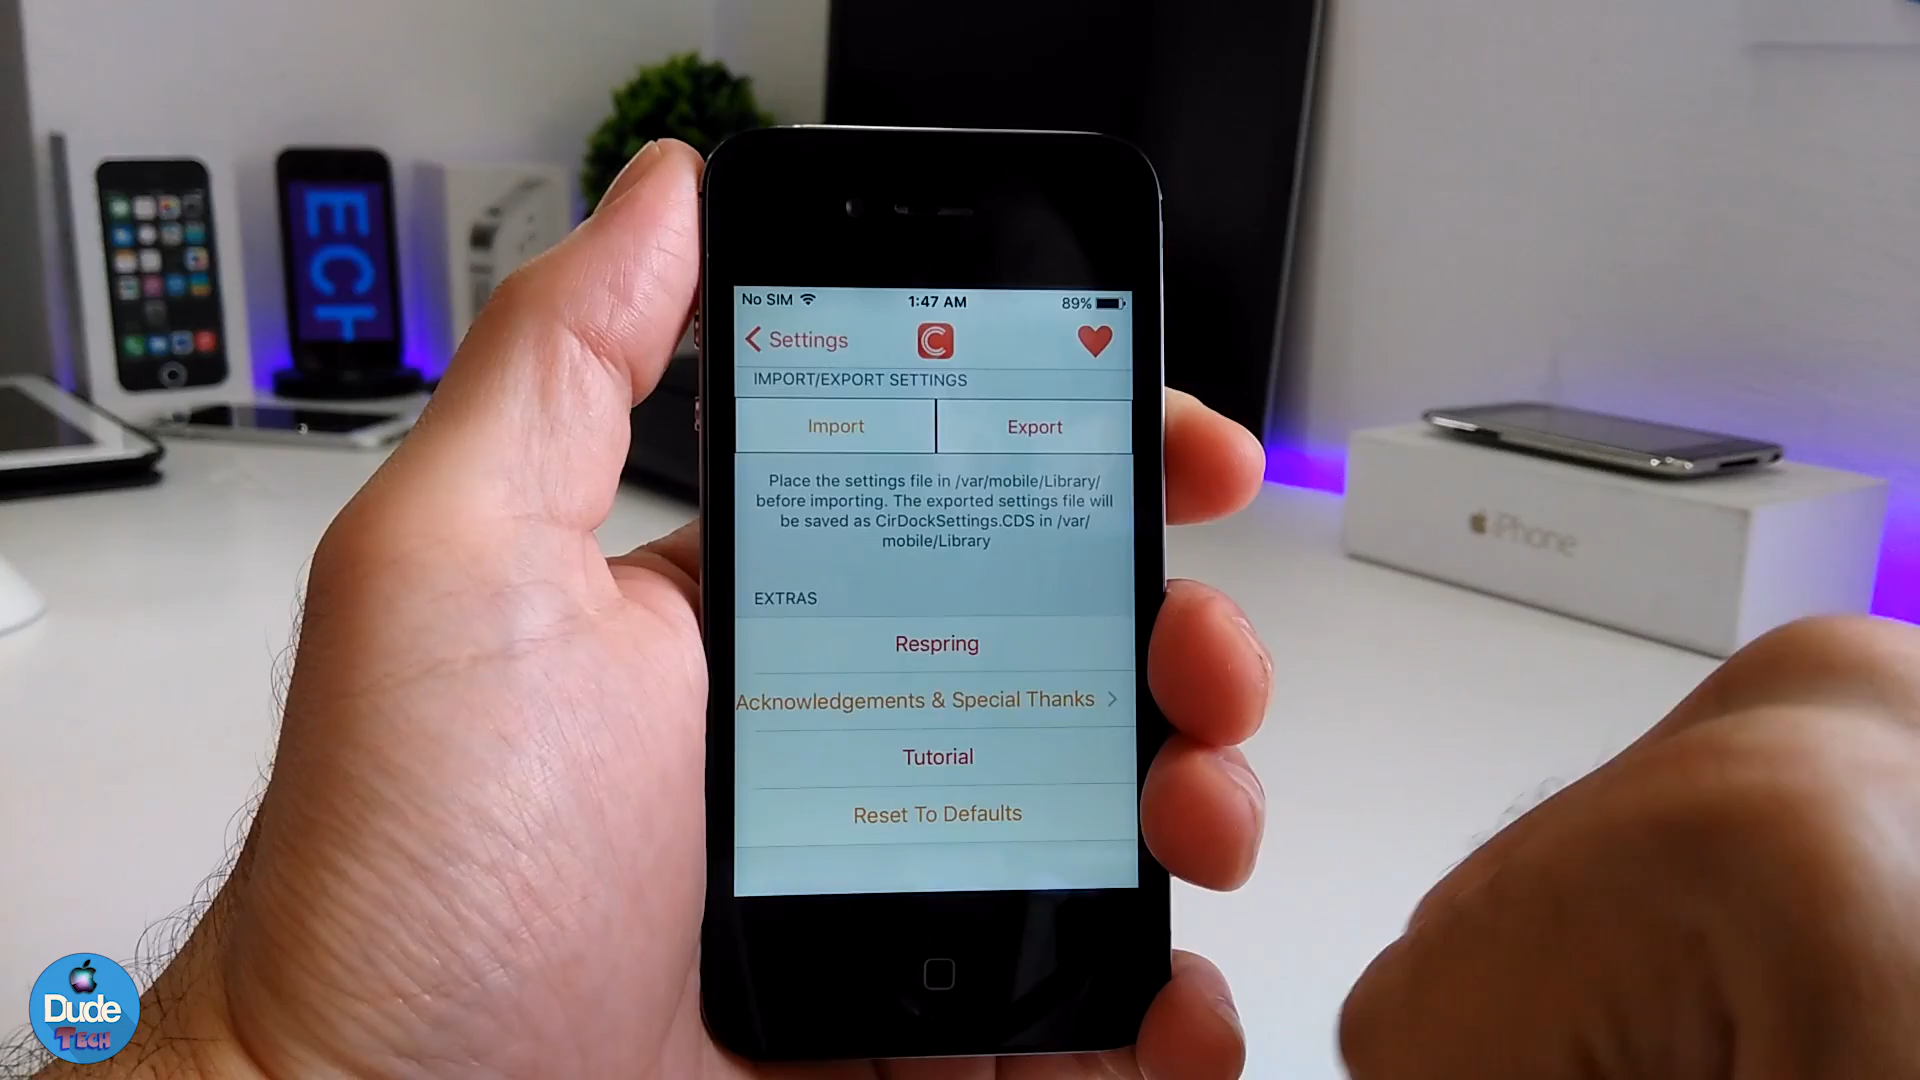 ECH
No SIM 1:47 AM 89%
Settings
IMPORT/EXPORT SETTINGS
Import Export
Place the settings file in /var/mobile/Library/
before importing. The exported settings file will
be saved as CirDockSettings.CDS in /var/
mobile/Library
EXTRAS
Respring
Acknowledgements & Special Thanks
Tutorial
Reset To Defaults
iPhone
Dude
TECH